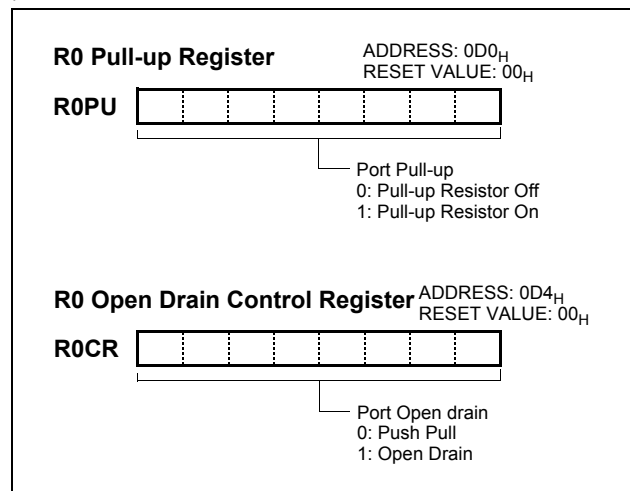 R0 Pull-up Register
ADDRESS: 0D0H
RESET VALUE: 00H
R0PU
Port Pull-up
0: Pull-up Resistor Off
1: Pull-up Resistor On
R0 Open Drain Control Register
ADDRESS: 0D4H
RESET VALUE: 00H
R0CR
Port Open drain
0: Push Pull
1: Open Drain